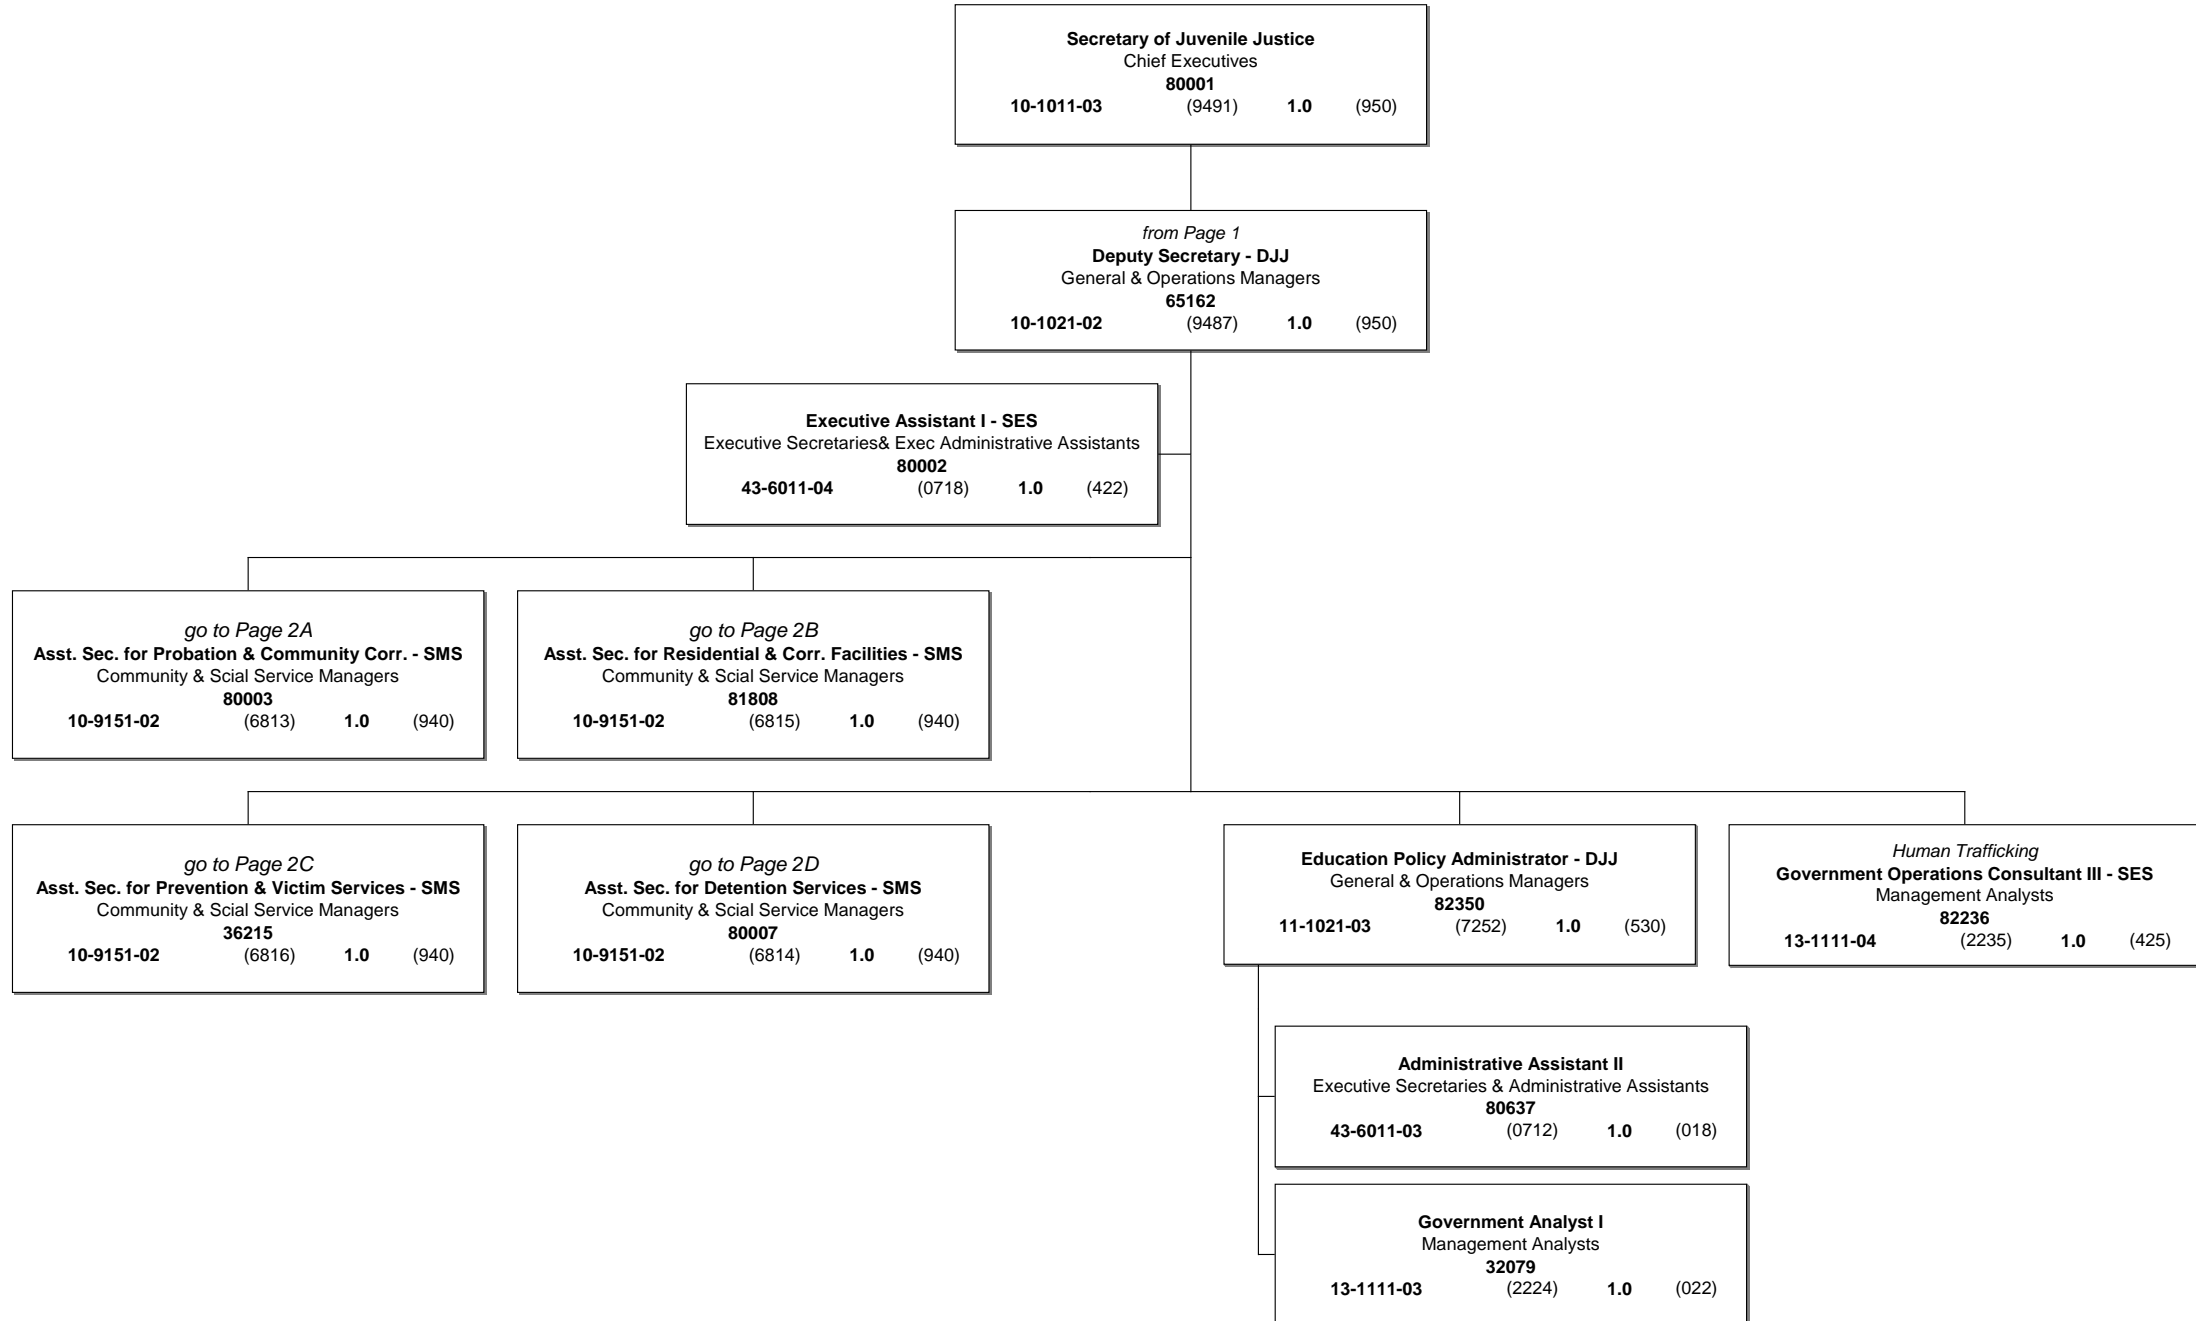 Secretary of Juvenile Justice
Chief Executives
80001
10-1011-03 (9491) 1.0 (950)
from Page 1
Deputy Secretary - DJJ
General & Operations Managers
65162
10-1021-02 (9487) 1.0 (950)
Executive Assistant I - SES
Executive Secretaries& Exec Administrative Assistants
80002
43-6011-04 (0718) 1.0 (422)
go to Page 2A
Asst. Sec. for Probation & Community Corr. - SMS
Community & Scial Service Managers
80003
10-9151-02 (6813) 1.0 (940)
go to Page 2B
Asst. Sec. for Residential & Corr. Facilities - SMS
Community & Scial Service Managers
81808
10-9151-02 (6815) 1.0 (940)
go to Page 2C
Asst. Sec. for Prevention & Victim Services - SMS
Community & Scial Service Managers
36215
10-9151-02 (6816) 1.0 (940)
go to Page 2D
Asst. Sec. for Detention Services - SMS
Community & Scial Service Managers
80007
10-9151-02 (6814) 1.0 (940)
Education Policy Administrator - DJJ
General & Operations Managers
82350
11-1021-03 (7252) 1.0 (530)
Human Trafficking
Government Operations Consultant III - SES
Management Analysts
82236
13-1111-04 (2235) 1.0 (425)
Administrative Assistant II
Executive Secretaries & Administrative Assistants
80637
43-6011-03 (0712) 1.0 (018)
Government Analyst I
Management Analysts
32079
13-1111-03 (2224) 1.0 (022)